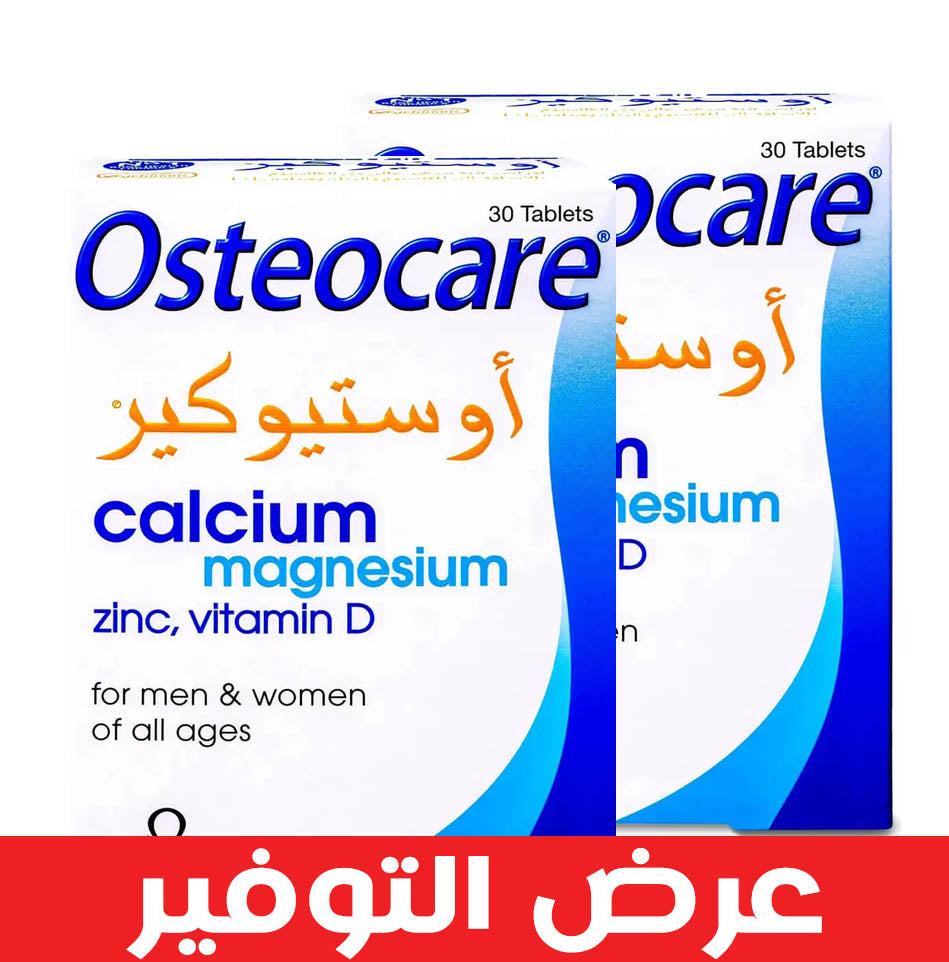 30 Tablets
Osteocare®
أوستيوكير
calcium
magnesium
zinc, vitamin D
for men & women
of all ages
30 Tablets
ocare®
أوستـ
m
nesium
D
en
عرض التوفير